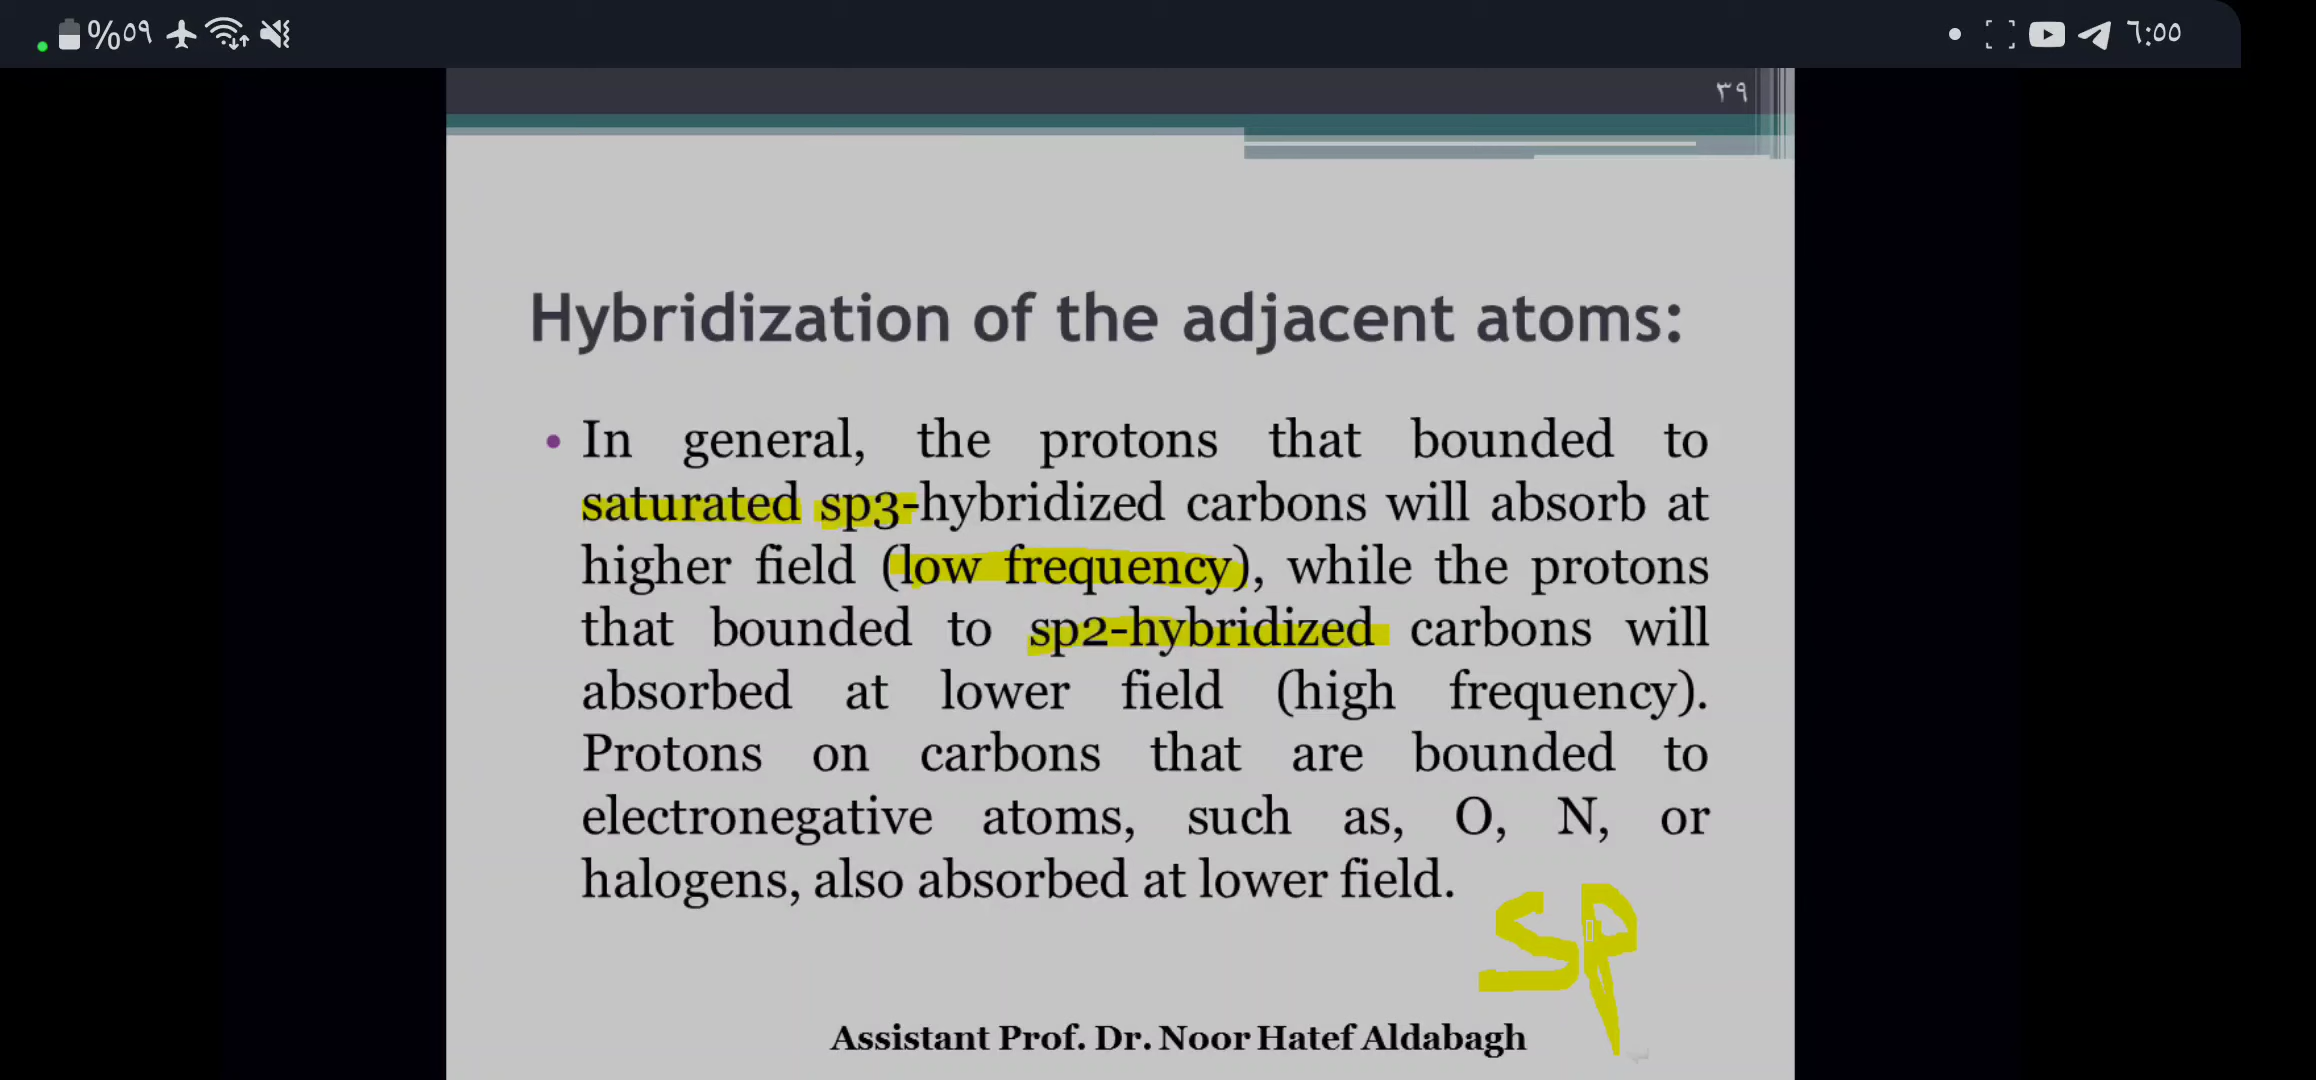 %٥٩ ٦:٥٥
٣٩
Hybridization of the adjacent atoms:
• In general, the protons that bounded to
saturated sp3-hybridized carbons will absorb at
higher field (low frequency), while the protons
that bounded to sp2-hybridized carbons will
absorbed at lower field (high frequency).
Protons on carbons that are bounded to
electronegative atoms, such as, O, N, or
halogens, also absorbed at lower field.
SP
Assistant Prof. Dr. Noor Hatef Aldabagh